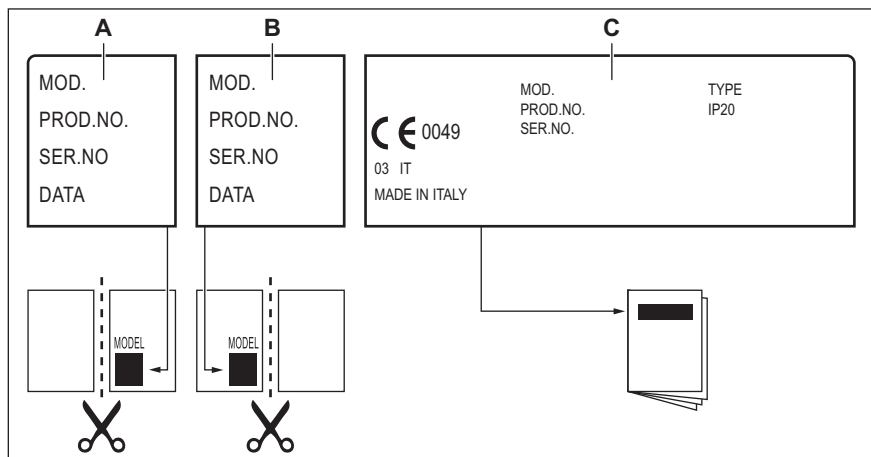 A
B
C
MOD.
PROD.NO.
SER.NO
DATA
MOD.
PROD.NO.
SER.NO
DATA
MOD.
PROD.NO.
SER.NO.
TYPE
IP20
CE 0049
03 IT
MADE IN ITALY
MODEL
MODEL